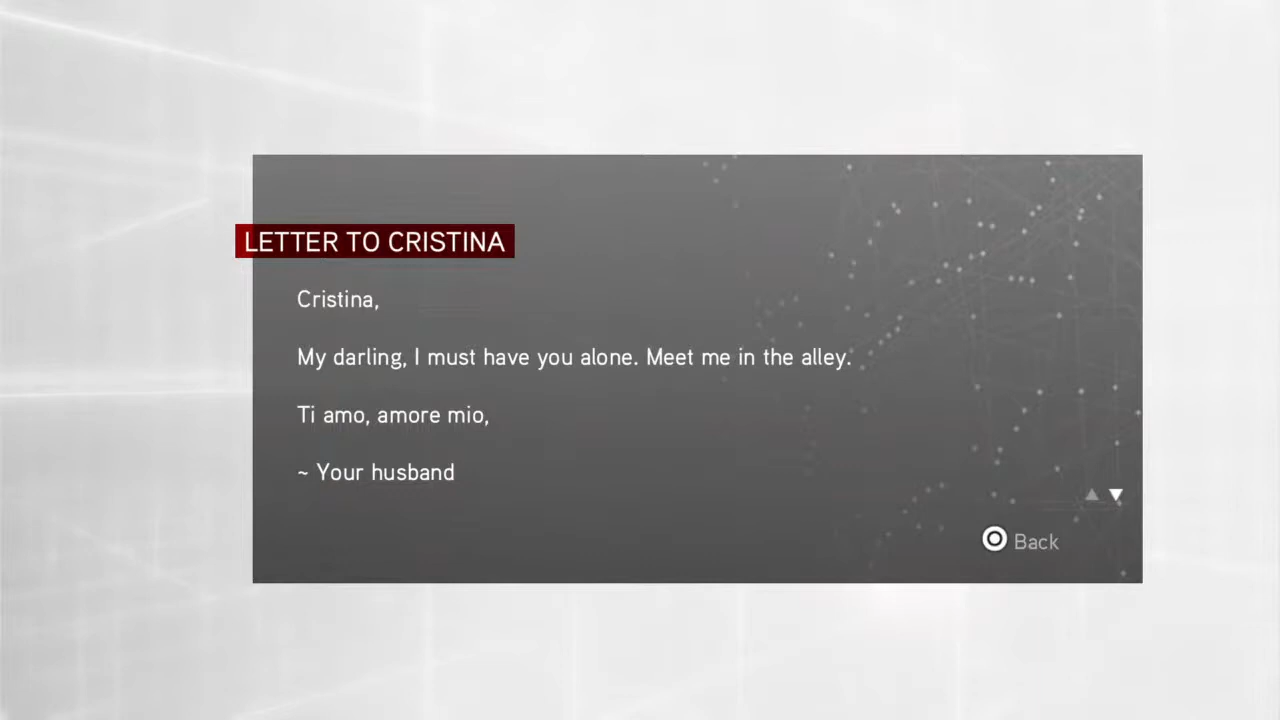 LETTER TO CRISTINA
Cristina,
My darling, I must have you alone. Meet me in the alley.
Ti amo, amore mio,
~ Your husband
Back